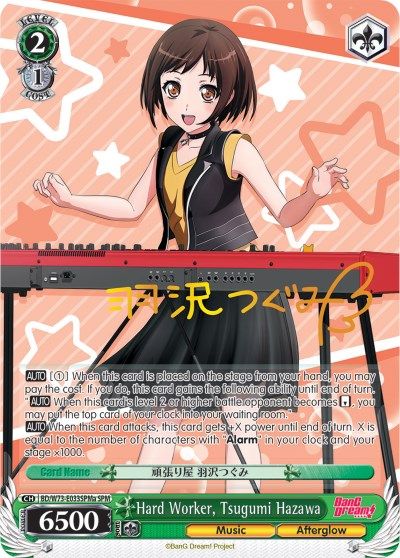 LEVEL
2
1
COST
羽沢つぐみ
AUTO [①] When this card is placed on the stage from your hand, you may
pay the cost. If you do, this card gains the following ability until end of turn.
"AUTO When this card's level 2 or higher battle opponent becomes, you
may put the top card of your clock into your waiting room."
AUTO When this card attacks, this card gets +X power until end of turn. X is
equal to the number of characters with "Alarm" in your clock and your
stage ×1000.
Card Name
頑張り屋 羽沢つぐみ
CH BD/W73-E033SPMa SPM
Hard Worker, Tsugumi Hazawa
BanG Dream!
POWER
6500
Music
Afterglow
©BanG Dream! Project